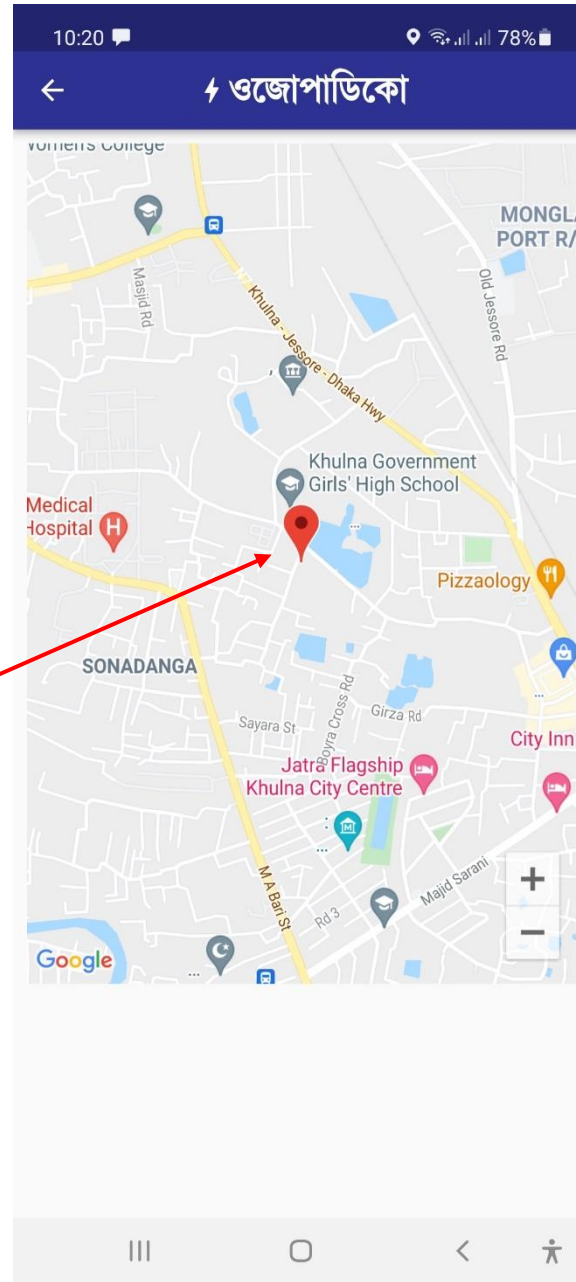 10:20
78%
ওজোপাডিকো
Women's College
MONGLA
PORT R/
Masjid Rd
Old Jessore Rd
Khulna - Jessore - Dhaka Hwy
Khulna Government
Girls' High School
Medical
Hospital
H
Pizzaology
SONADANGA
Boyra Cross Rd
Girza Rd
Sayara St
City Inn
Jatra Flagship
Khulna City Centre
M A Bari St
Majid Sarani
Rd 3
+
−
Google